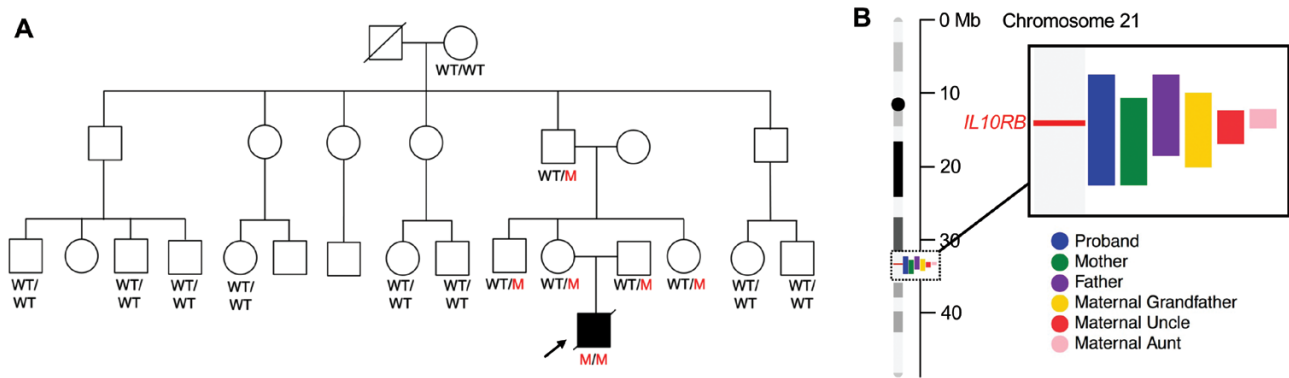 A
WT/WT
WT/M
WT/
WT
WT/
WT
WT/
WT
WT/
WT
WT/
WT
WT/
WT
WT/M
WT/M
WT/M
WT/M
WT/
WT
WT/
WT
M/M
B
0 Mb Chromosome 21
10
IL10RB
20
30
40
Proband
Mother
Father
Maternal Grandfather
Maternal Uncle
Maternal Aunt